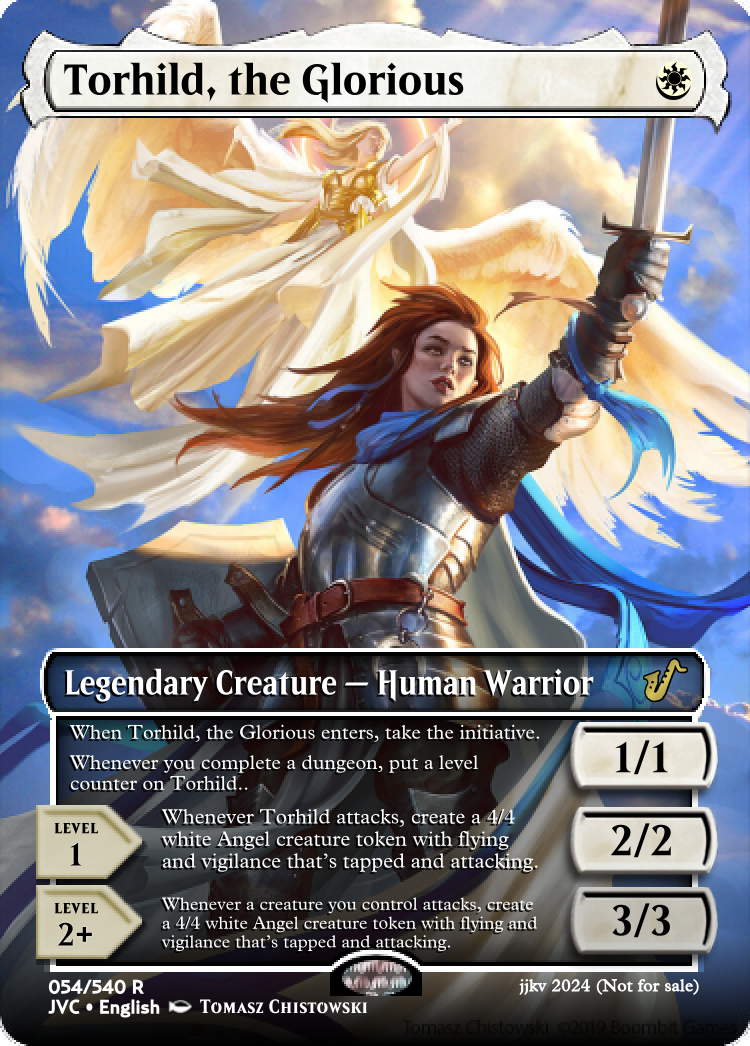 Torhild, the Glorious
Legendary Creature — Human Warrior
When Torhild, the Glorious enters, take the initiative.
Whenever you complete a dungeon, put a level
counter on Torhild..
1/1
LEVEL
1
Whenever Torhild attacks, create a 4/4
white Angel creature token with flying
and vigilance that's tapped and attacking.
2/2
LEVEL
2+
Whenever a creature you control attacks, create
a 4/4 white Angel creature token with flying and
vigilance that's tapped and attacking.
3/3
054/540 R
JVC • English TOMASZ CHISTOWSKI
jjkv 2024 (Not for sale)
Tomasz Chistowski ©2019 Boombit Games